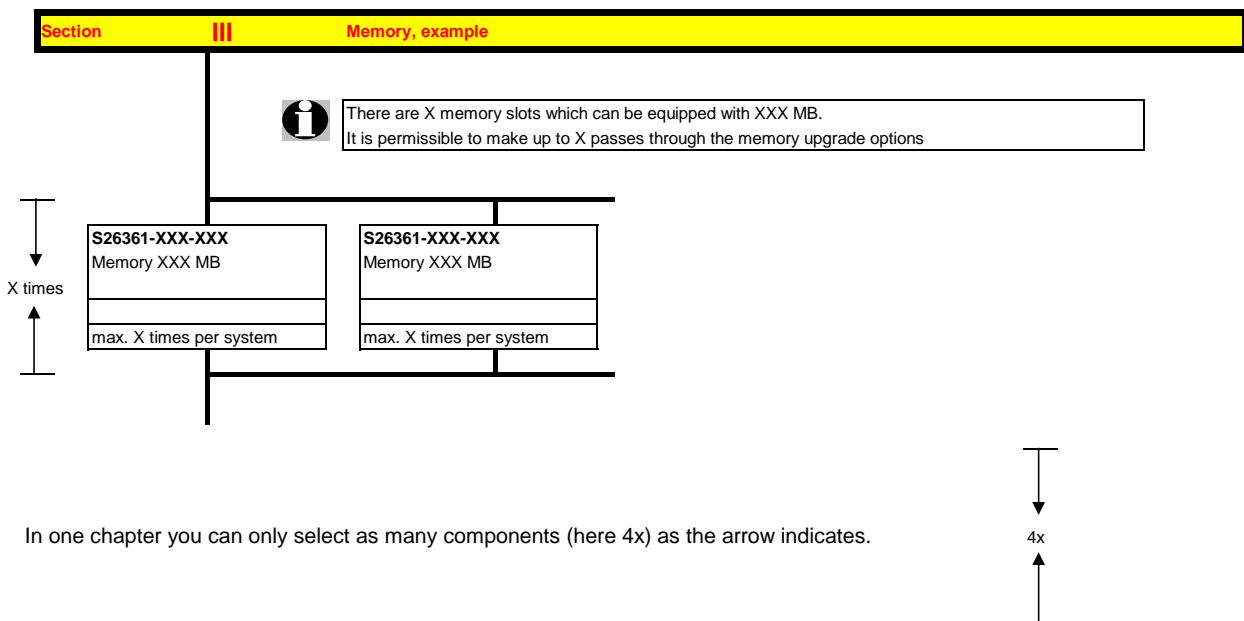 Section III Memory, example
There are X memory slots which can be equipped with XXX MB.
It is permissible to make up to X passes through the memory upgrade options
S26361-XXX-XXX
Memory XXX MB
max. X times per system
S26361-XXX-XXX
Memory XXX MB
max. X times per system
X times
In one chapter you can only select as many components (here 4x) as the arrow indicates.
4x